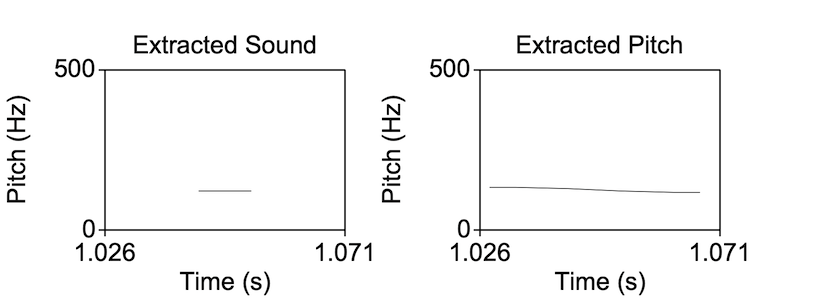 Extracted Sound
500
Pitch (Hz)
0
1.026
1.071
Time (s)
Extracted Pitch
500
Pitch (Hz)
0
1.026
1.071
Time (s)